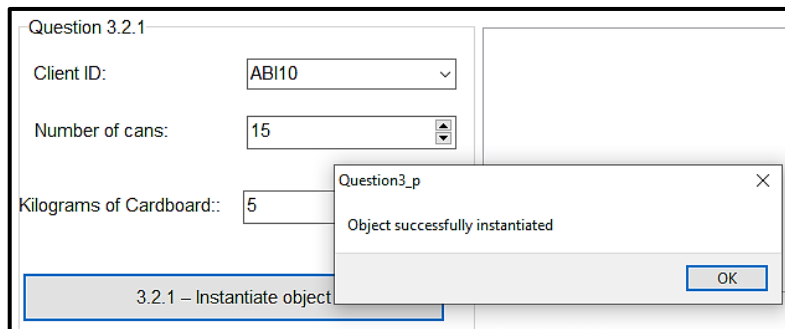 Question 3.2.1
Client ID:
ABI10
Number of cans:
15
Kilograms of Cardboard::
5
Question3_p
Object successfully instantiated
OK
3.2.1 – Instantiate object